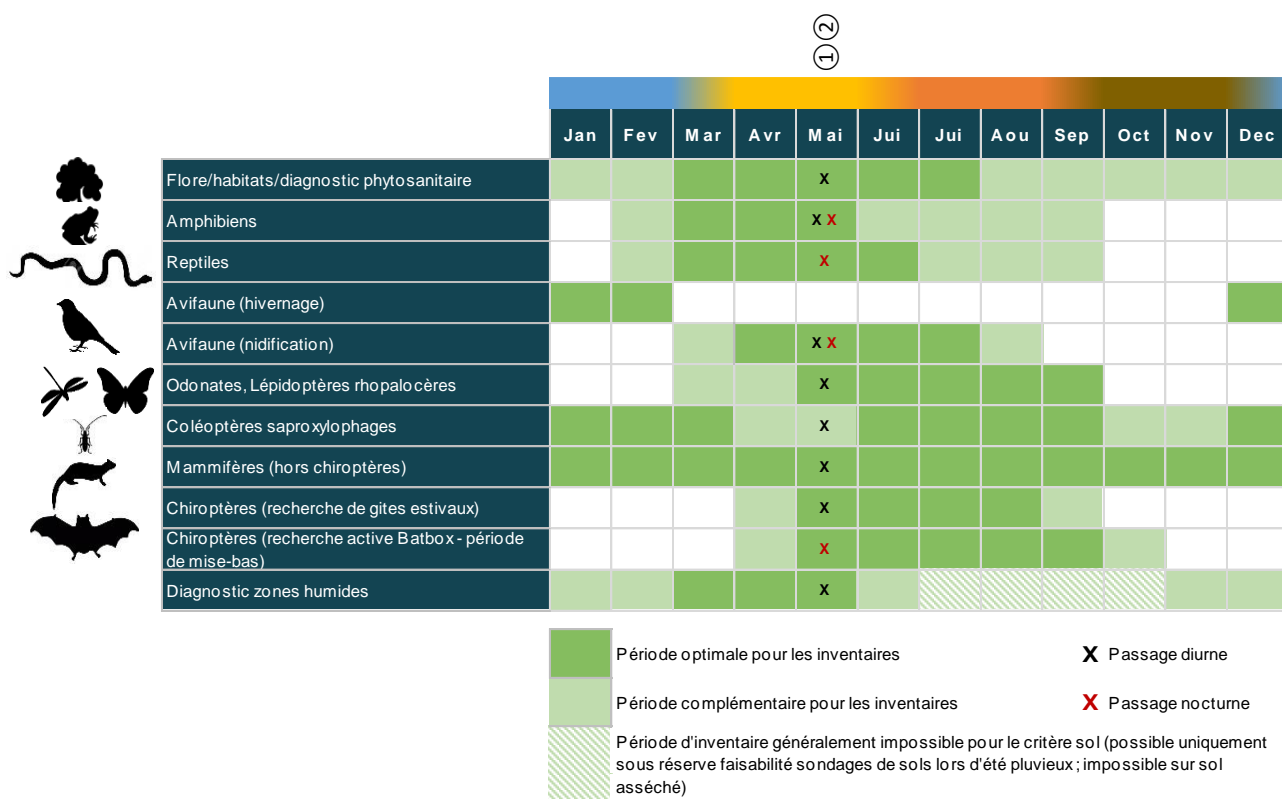 ① ②
Jan Fev Mar Avr Mai Jui Jui Aou Sep Oct Nov Dec
Flore/habitats/diagnostic phytosanitaire X
Amphibiens X X
Reptiles X
Avifaune (hivernage)
Avifaune (nidification) X X
Odonates, Lépidoptères rhopalocères X
Coléoptères saproxylophages X
Mammifères (hors chiroptères) X
Chiroptères (recherche de gites estivaux) X
Chiroptères (recherche active Batbox - période
de mise-bas) X
Diagnostic zones humides X
Période optimale pour les inventaires X Passage diurne
Période complémentaire pour les inventaires X Passage nocturne
Période d'inventaire généralement impossible pour le critère sol (possible uniquement
sous réserve faisabilité sondages de sols lors d'été pluvieux ; impossible sur sol
asséché)